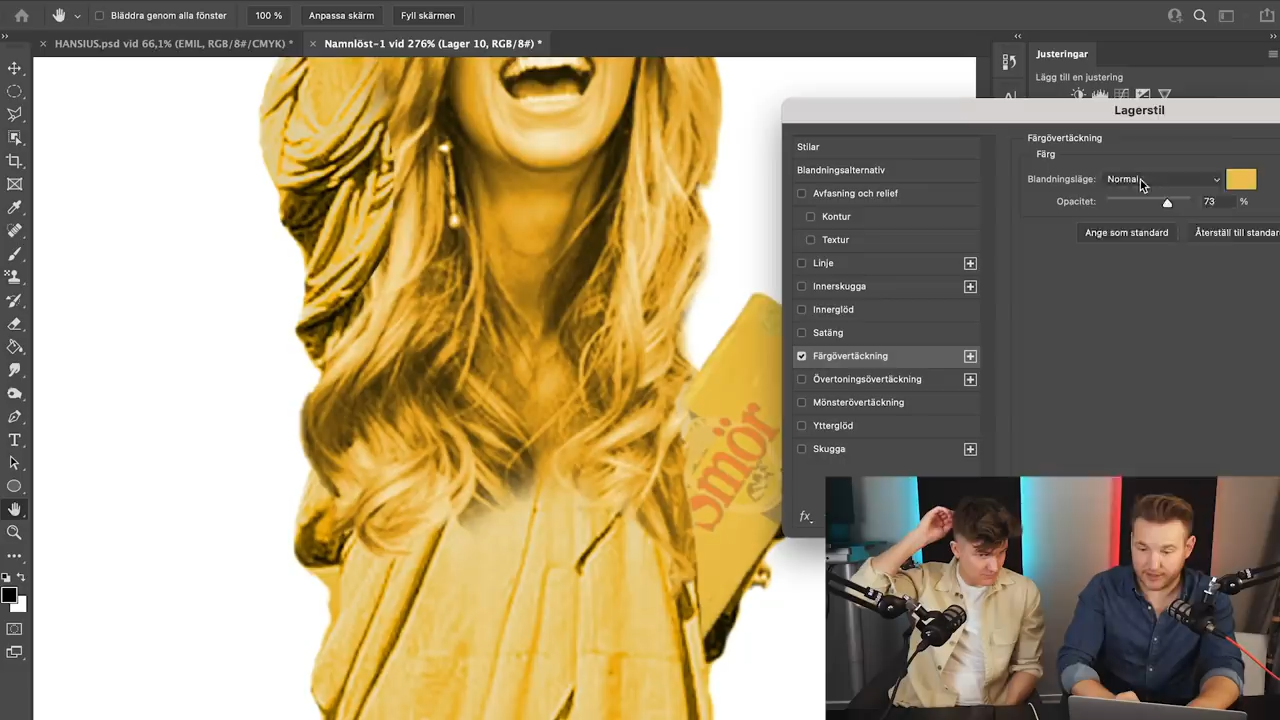 Bläddra genom alla fönster
100 %
Anpassa skärm
Fyll skärmen
HANSIUS.psd vid 66,1% (EMIL, RGB/8#/CMYK) *
Namnlöst-1 vid 276% (Lager 10, RGB/8#) *
Justeringar
Lägg till en justering
Lagerstil
Stilar
Blandningsalternativ
Avfasning och relief
Kontur
Textur
Linje
Innerskugga
Innerglöd
Satäng
Färgövertäckning
Övertoningsövertäckning
Mönsterövertäckning
Ytterglöd
Skugga
fx
Färgövertäckning
Färg
Blandningsläge: Normal
Opacitet: 73 %
Ange som standard
Återställ till standar
smör